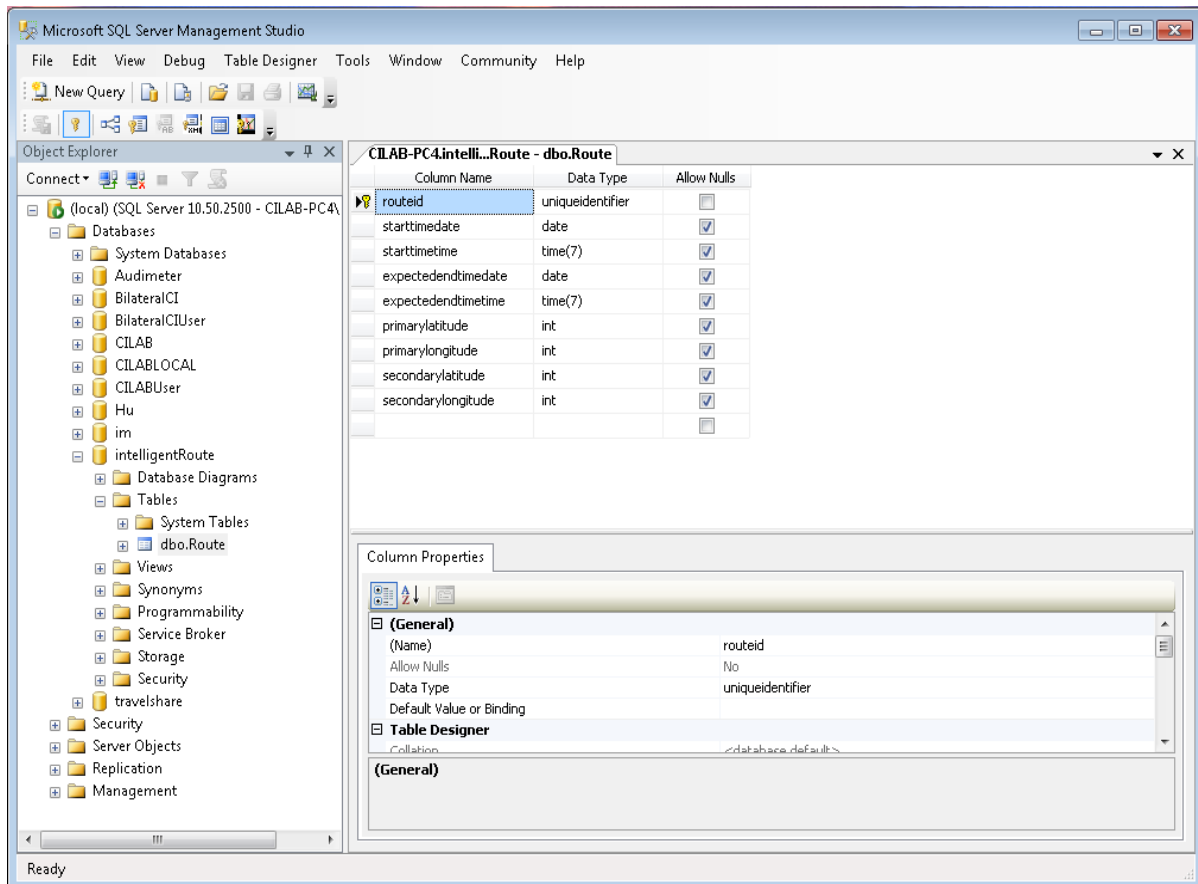 Microsoft SQL Server Management Studio
File Edit View Debug Table Designer Tools Window Community Help
New Query
Object Explorer
Connect
(local) (SQL Server 10.50.2500 - CILAB-PC4\
Databases
System Databases
Audimeter
BilateralCI
BilateralCIUser
CILAB
CILABLOCAL
CILABUser
Hu
im
intelligentRoute
Database Diagrams
Tables
System Tables
dbo.Route
Views
Synonyms
Programmability
Service Broker
Storage
Security
travelshare
Security
Server Objects
Replication
Management
CILAB-PC4.intelli...Route - dbo.Route
Column Name Data Type Allow Nulls
routeid uniqueidentifier
starttimedate date
starttimetime time(7)
expectedendtimedate date
expectedendtimetime time(7)
primarylatitude int
primarylongitude int
secondarylatitude int
secondarylongitude int
Column Properties
(General)
(Name) routeid
Allow Nulls No
Data Type uniqueidentifier
Default Value or Binding
Table Designer
Collation <database default>
(General)
Ready